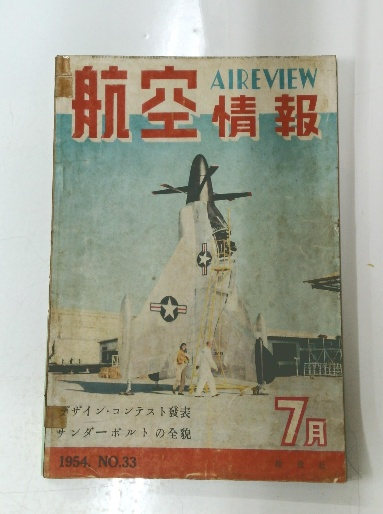 航空情報
AIREVIEW
デザイン・コンテスト發表
サンダーボルトの全貌
7月
1954. NO.33